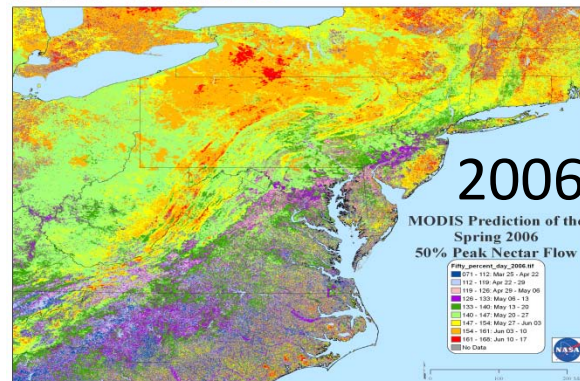 2006
MODIS Prediction of the
Spring 2006
50% Peak Nectar Flow
Fifty_percent_day_2006.tif
071 - 112: Mar 25 - Apr 22
112 - 119: Apr 22 - 29
119 - 126: Apr 29 - May 06
126 - 133: May 06 - 13
133 - 140: May 13 - 20
140 - 147: May 20 - 27
147 - 154: May 27 - Jun 03
154 - 161: Jun 03 - 10
161 - 168: Jun 10 - 17
No Data
NASA
0 100